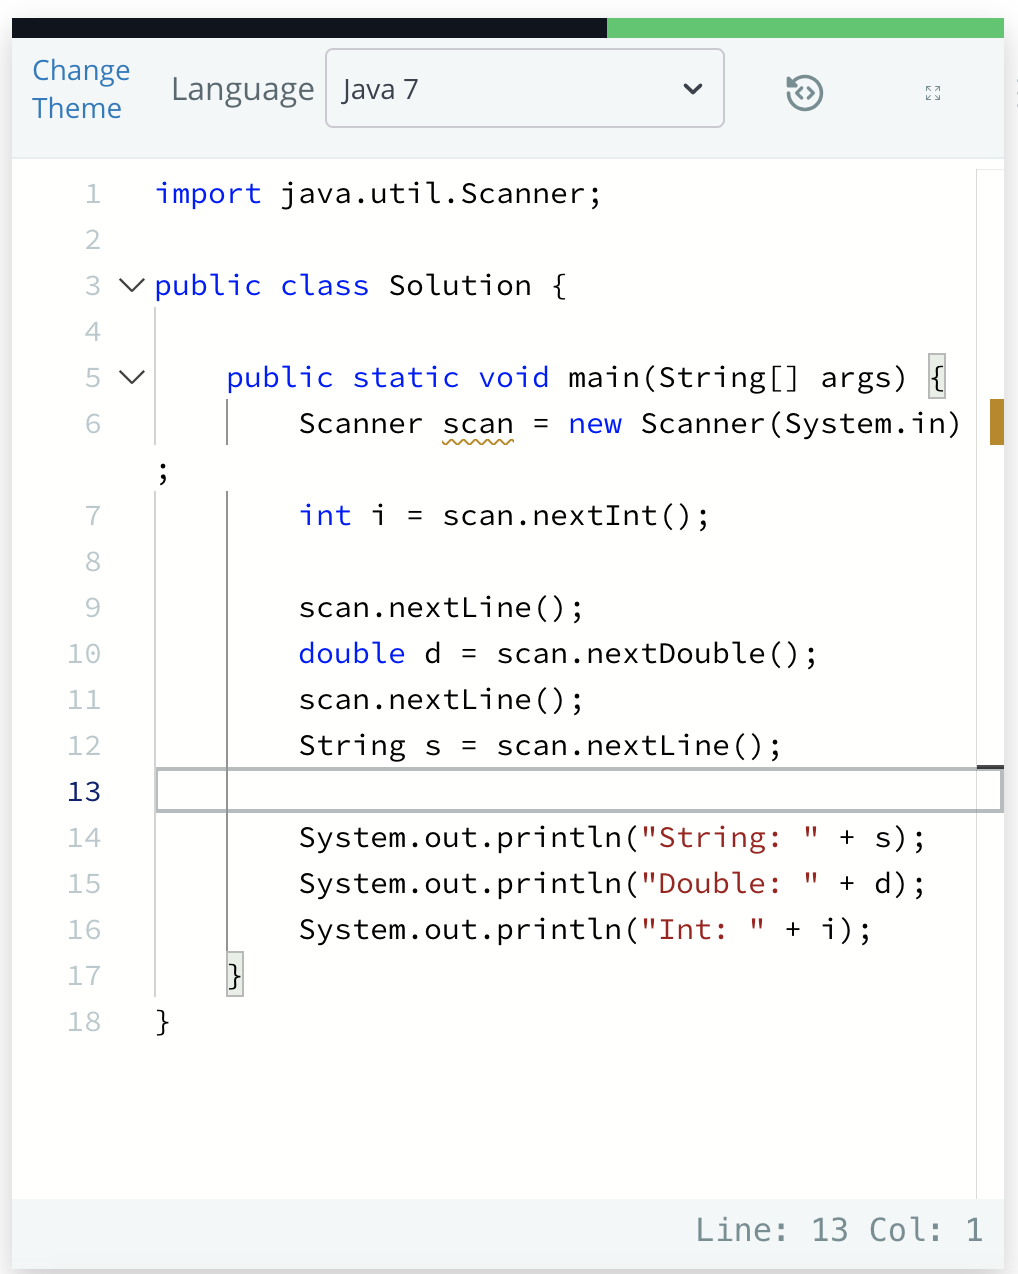 Change Theme Language Java 7
1 import java.util.Scanner;
2
3 public class Solution {
4
5 public static void main(String[] args) {
6 Scanner scan = new Scanner(System.in)
;
7 int i = scan.nextInt();
8
9 scan.nextLine();
10 double d = scan.nextDouble();
11 scan.nextLine();
12 String s = scan.nextLine();
13
14 System.out.println("String: " + s);
15 System.out.println("Double: " + d);
16 System.out.println("Int: " + i);
17 }
18 }
Line: 13 Col: 1